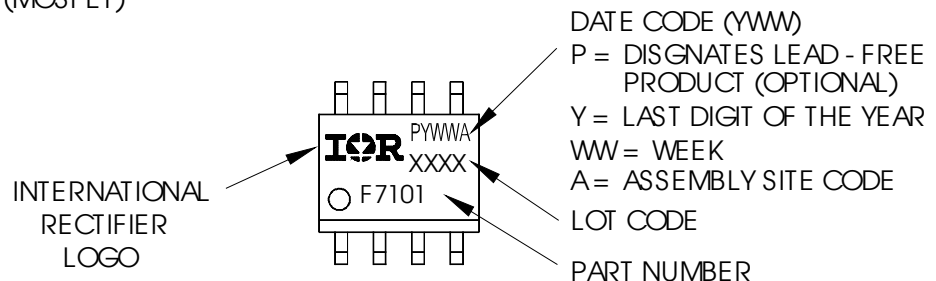 DATE CODE (YWW)
P = DISGNATES LEAD - FREE
PRODUCT (OPTIONAL)
Y = LAST DIGIT OF THE YEAR
WW = WEEK
A = ASSEMBLY SITE CODE
LOT CODE
PART NUMBER
IOR
PYWWA
XXXX
F7101
INTERNATIONAL
RECTIFIER
LOGO